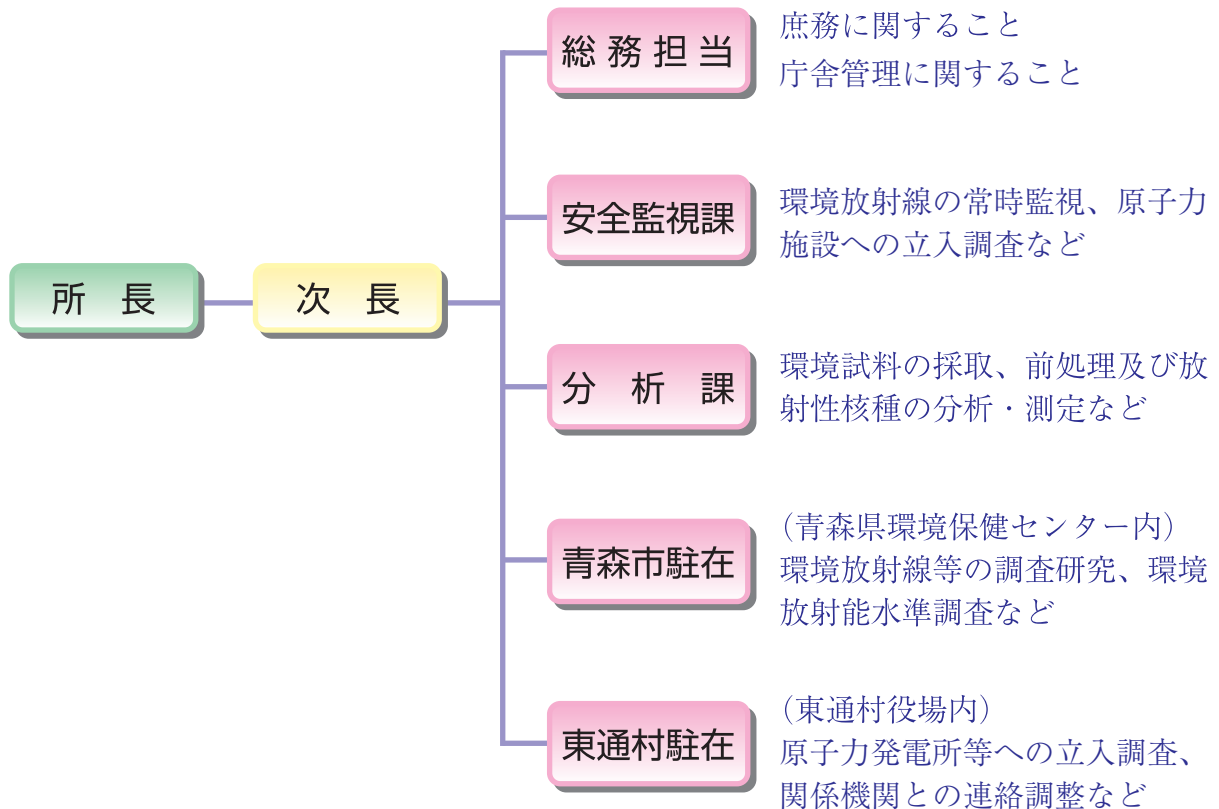 所　長
次　長
総務担当
庶務に関すること
庁舎管理に関すること
安全監視課
環境放射線の常時監視、原子力
施設への立入調査など
分　析　課
環境試料の採取、前処理及び放
射性核種の分析・測定など
青森市駐在
（青森県環境保健センター内）
環境放射線等の調査研究、環境
放射能水準調査など
東通村駐在
（東通村役場内）
原子力発電所等への立入調査、
関係機関との連絡調整など